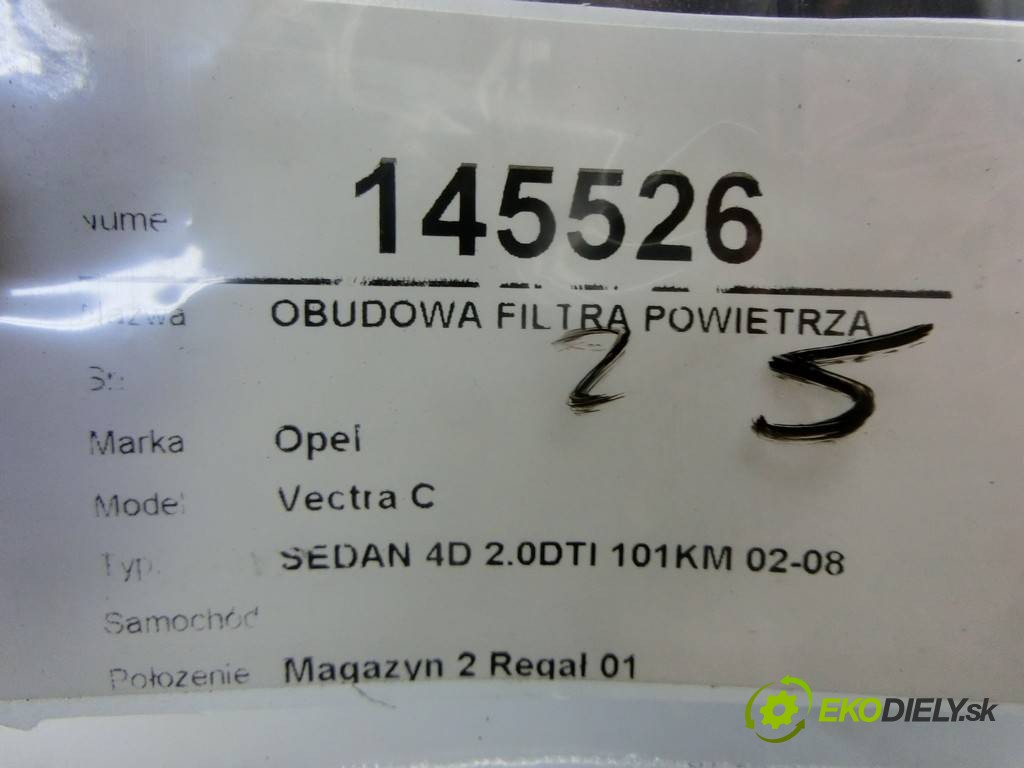 145526
Nazwa OBUDOWA FILTRA POWIETRZA
2 5
Marka Opel
Model Vectra C
Typ SEDAN 4D 2.0DTI 101KM 02-08
Samochód
Położenie Magazyn 2 Regał 01
EKODIELY.sk